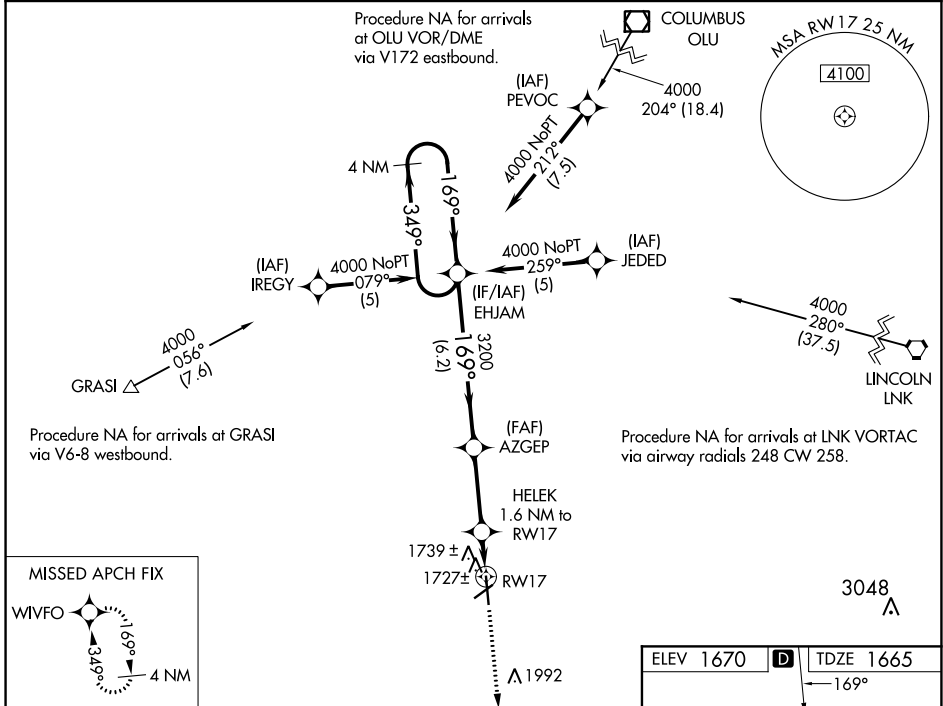 Procedure NA for arrivals
at OLU VOR/DME
via V172 eastbound.
COLUMBUS
OLU
4000
204° (18.4)
(IAF)
PEVOC
4000 NoPT
212°
(7.5)
MSA RW17 25 NM
4100
4 NM
349°
169°
(IAF)
IREGY
4000 NoPT
079°
(5)
(IF/IAF)
EHJAM
4000 NoPT
259°
(5)
(IAF)
JEDED
4000
056°
(7.6)
GRASI
4000
280°
(37.5)
LINCOLN
LNK
3200
169°
(6.2)
Procedure NA for arrivals at GRASI
via V6-8 westbound.
(FAF)
AZGEP
Procedure NA for arrivals at LNK VORTAC
via airway radials 248 CW 258.
HELEK
1.6 NM to
RW17
1739 ±
1727±
RW17
MISSED APCH FIX
WIVFO
169°
349°
4 NM
1992
3048
ELEV 1670 D TDZE 1665
169°